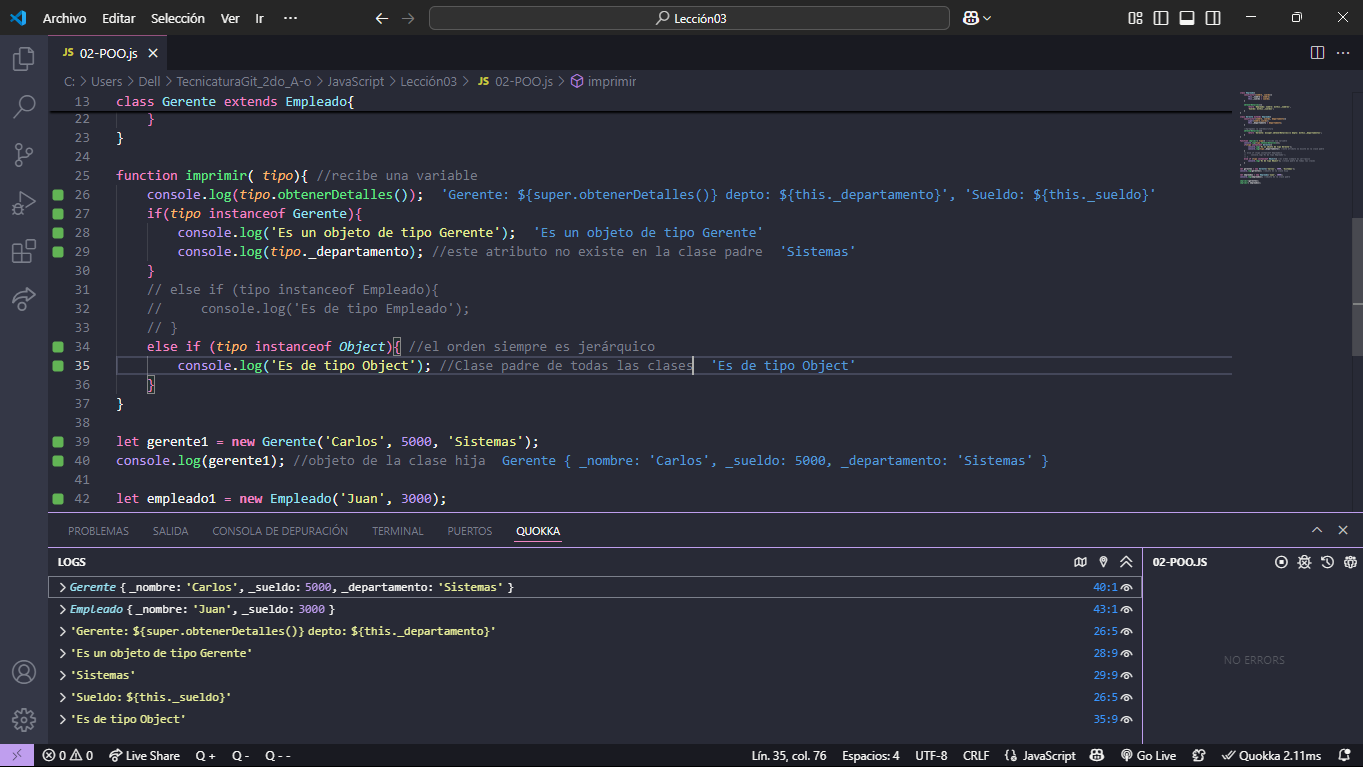 Archivo Editar Selección Ver Ir ··· Lección03
JS 02-POO.js
C: > Users > Dell > TecnicaturaGit_2do_A-o > JavaScript > Lección03 > JS 02-POO.js > imprimir
13 class Gerente extends Empleado{
22 }
23 }
24
25 function imprimir( tipo){ //recibe una variable
26 console.log(tipo.obtenerDetalles()); 'Gerente: ${super.obtenerDetalles()} depto: ${this._departamento}', 'Sueldo: ${this._sueldo}'
27 if(tipo instanceof Gerente){
28 console.log('Es un objeto de tipo Gerente'); 'Es un objeto de tipo Gerente'
29 console.log(tipo._departamento); //este atributo no existe en la clase padre 'Sistemas'
30 }
31 // else if (tipo instanceof Empleado){
32 // console.log('Es de tipo Empleado');
33 // }
34 else if (tipo instanceof Object){ //el orden siempre es jerárquico
35 console.log('Es de tipo Object'); //Clase padre de todas las clases 'Es de tipo Object'
36 }
37 }
38
39 let gerente1 = new Gerente('Carlos', 5000, 'Sistemas');
40 console.log(gerente1); //objeto de la clase hija Gerente { _nombre: 'Carlos', _sueldo: 5000, _departamento: 'Sistemas' }
41
42 let empleado1 = new Empleado('Juan', 3000);
PROBLEMAS SALIDA CONSOLA DE DEPURACIÓN TERMINAL PUERTOS QUOKKA
LOGS 02-POO.JS
> Gerente { _nombre: 'Carlos', _sueldo: 5000, _departamento: 'Sistemas' } 40:1
> Empleado { _nombre: 'Juan', _sueldo: 3000 } 43:1
> 'Gerente: ${super.obtenerDetalles()} depto: ${this._departamento}' 26:5
> 'Es un objeto de tipo Gerente' 28:9
> 'Sistemas' 29:9
> 'Sueldo: ${this._sueldo}' 26:5
> 'Es de tipo Object' 35:9
NO ERRORS
0 0 Live Share Q + Q - Q - - Lín. 35, col. 76 Espacios: 4 UTF-8 CRLF {} JavaScript Go Live Quokka 2.11ms